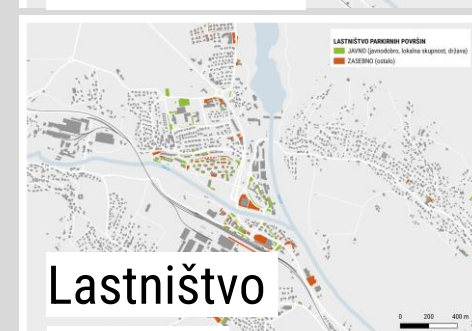 LASTNIŠTVO PARKIRNIH POVRŠIN
JAVNO (javnodobro, lokalna skupnost, država)
ZASEBNO (ostalo)
Lastništvo
0 200 400 m